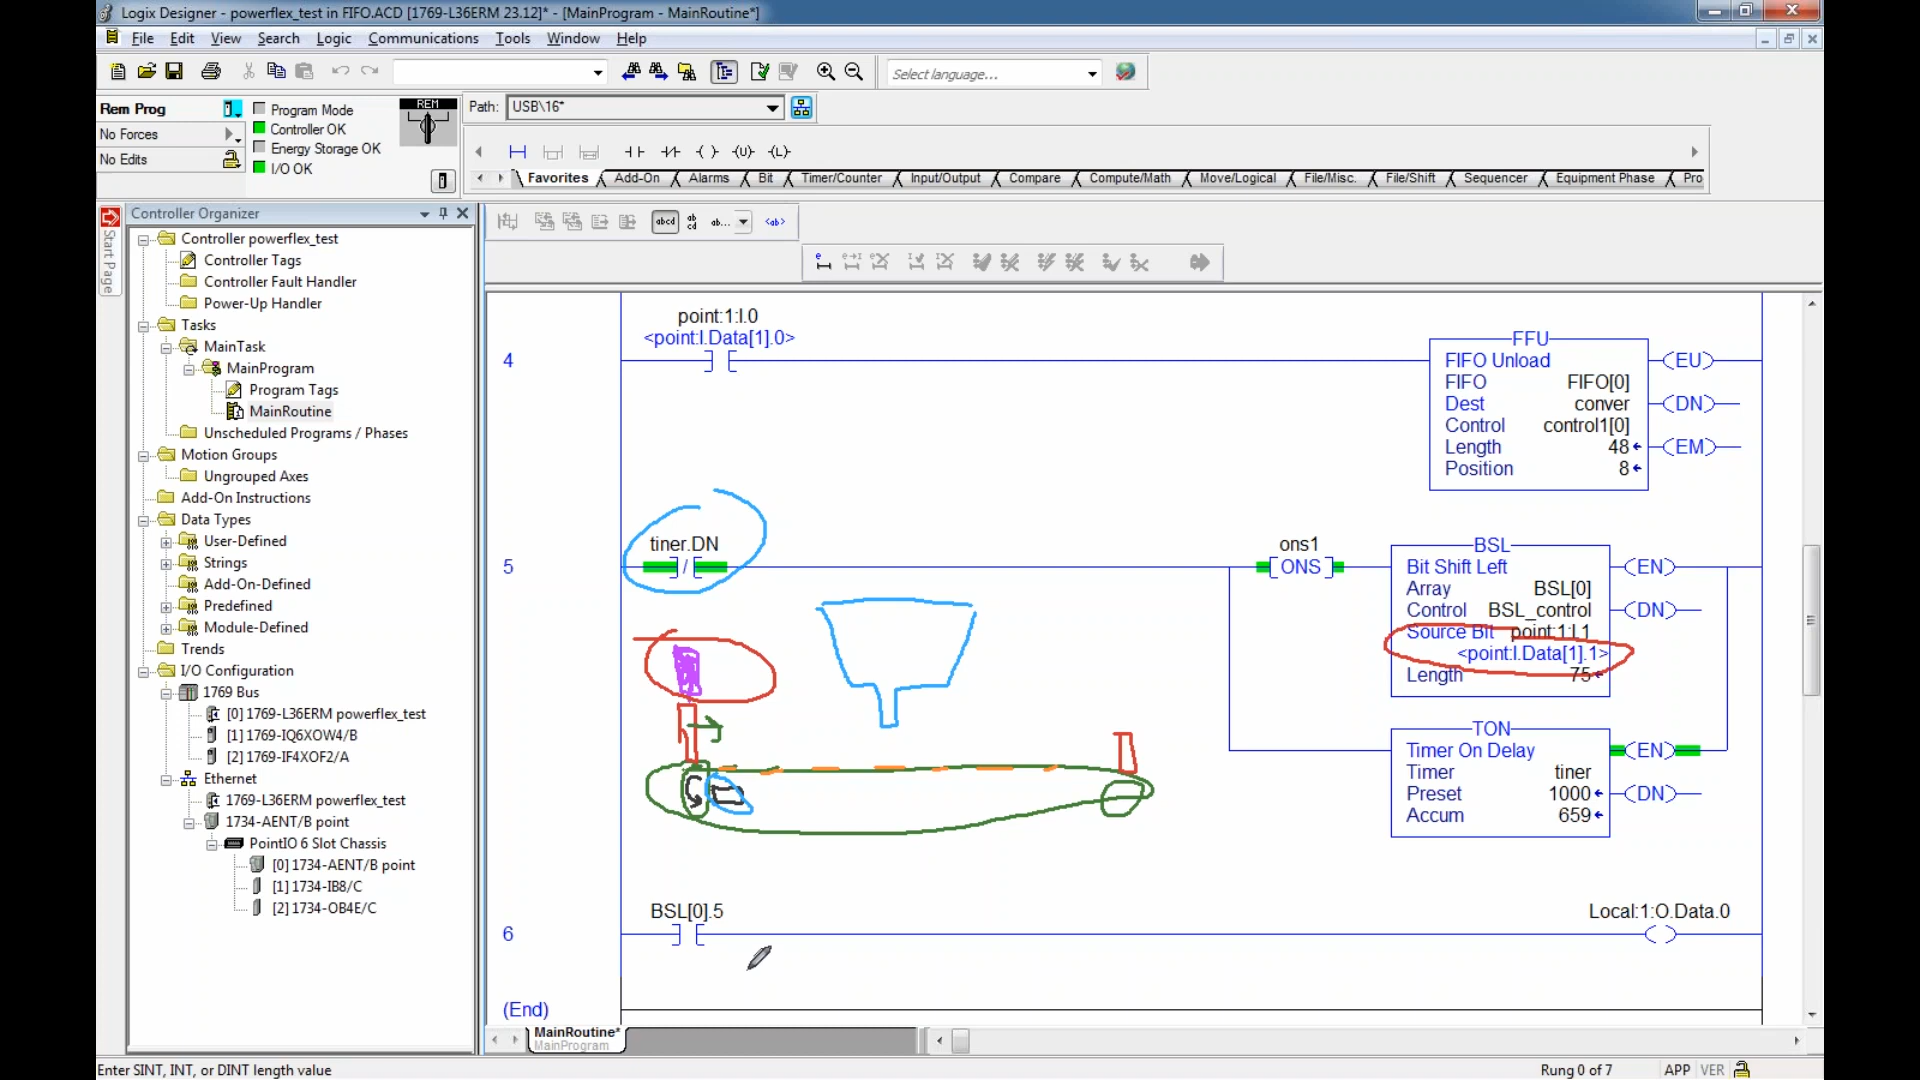 Logix Designer - powerflex_test in FIFO.ACD [1769-L36ERM 23.12]* - [MainProgram - MainRoutine*]
File Edit View Search Logic Communications Tools Window Help
Select language...
Rem Prog
No Forces
No Edits
Program Mode
Controller OK
Energy Storage OK
I/O OK
REM
Path: USB\16*
Favorites Add-On Alarms Bit Timer/Counter Input/Output Compare Compute/Math Move/Logical File/Misc. File/Shift Sequencer Equipment Phase Pro
Start Page
Controller Organizer
Controller powerflex_test
Controller Tags
Controller Fault Handler
Power-Up Handler
Tasks
MainTask
MainProgram
Program Tags
MainRoutine
Unscheduled Programs / Phases
Motion Groups
Ungrouped Axes
Add-On Instructions
Data Types
User-Defined
Strings
Add-On-Defined
Predefined
Module-Defined
Trends
I/O Configuration
1769 Bus
[0] 1769-L36ERM powerflex_test
[1] 1769-IQ6XOW4/B
[2] 1769-IF4XOF2/A
Ethernet
1769-L36ERM powerflex_test
1734-AENT/B point
PointIO 6 Slot Chassis
[0] 1734-AENT/B point
[1] 1734-IB8/C
[2] 1734-OB4E/C
abcd ab cd ab... <ab>
4
point:1:I.0
<point:I.Data[1].0>
FFU
FIFO Unload
FIFO FIFO[0]
Dest conver
Control control1[0]
Length 48
Position 8
EU
DN
EM
5
tiner.DN
ons1
ONS
BSL
Bit Shift Left
Array BSL[0]
Control BSL_control
Source Bit point:1:I.1
<point:I.Data[1].1>
Length 75
EN
DN
TON
Timer On Delay
Timer tiner
Preset 1000
Accum 659
EN
DN
6
BSL[0].5
Local:1:O.Data.0
(End)
MainRoutine*
MainProgram
Enter SINT, INT, or DINT length value
Rung 0 of 7 APP VER